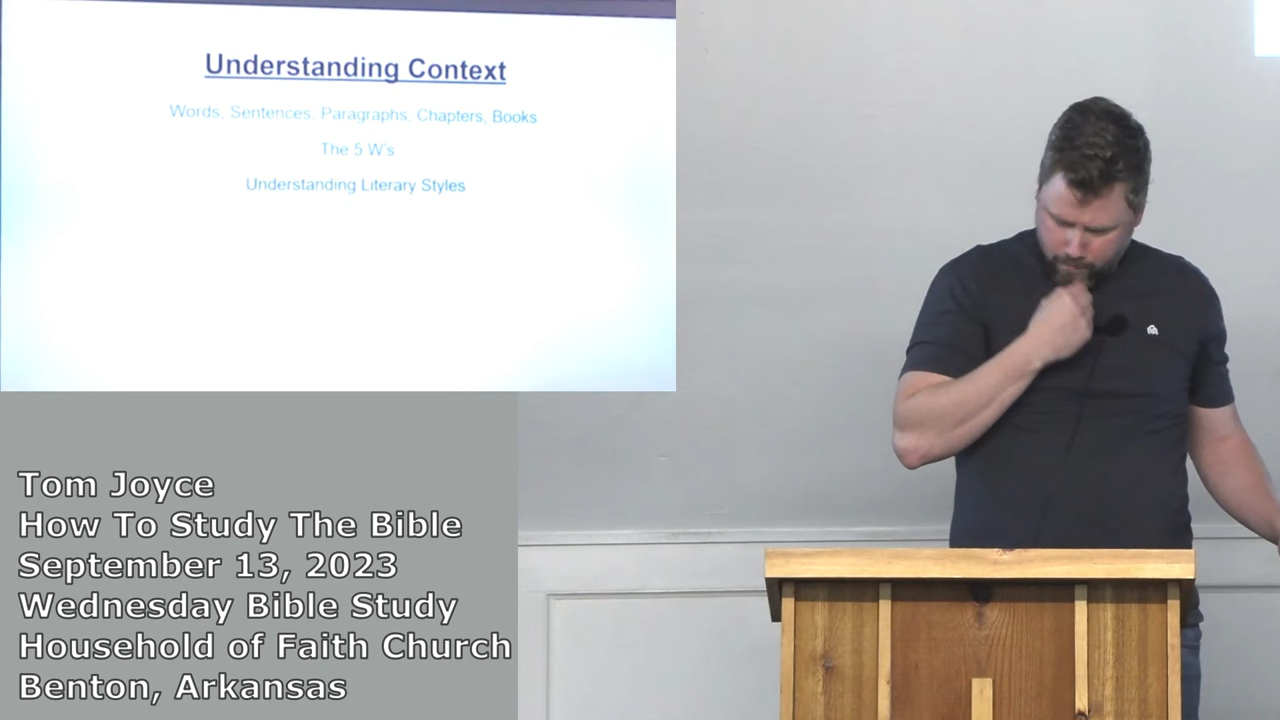 Understanding Context
Words, Sentences, Paragraphs, Chapters, Books
The 5 W's
Understanding Literary Styles
Tom Joyce
How To Study The Bible
September 13, 2023
Wednesday Bible Study
Household of Faith Church
Benton, Arkansas